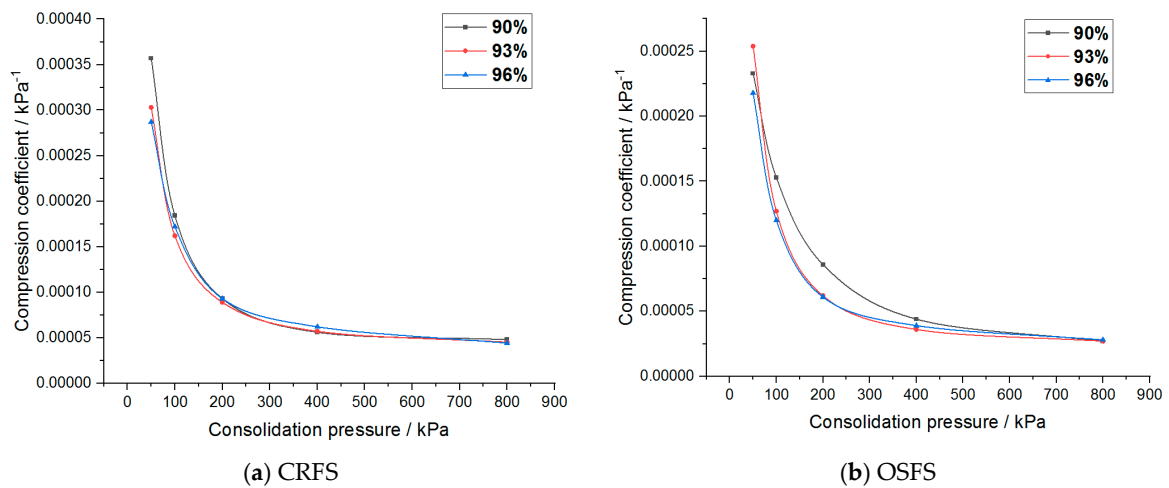 90%
93%
96%
0.00040
0.00035
0.00030
0.00025
0.00020
0.00015
0.00010
0.00005
0.00000
Compression coefficient / kPa⁻¹
0 100 200 300 400 500 600 700 800 900
Consolidation pressure / kPa
(a) CRFS
90%
93%
96%
0.00025
0.00020
0.00015
0.00010
0.00005
0.00000
Compression coefficient / kPa⁻¹
0 100 200 300 400 500 600 700 800 900
Consolidation pressure / kPa
(b) OSFS